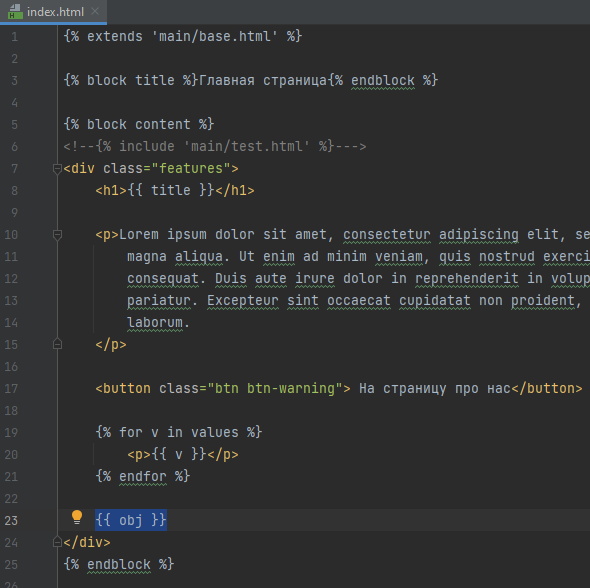 index.html
1 {% extends 'main/base.html' %}
2
3 {% block title %}Главная страница{% endblock %}
4
5 {% block content %}
6 <!--{% include 'main/test.html' %}--->
7 <div class="features">
8 <h1>{{ title }}</h1>
9
10 <p>Lorem ipsum dolor sit amet, consectetur adipiscing elit, se
11 magna aliqua. Ut enim ad minim veniam, quis nostrud exerci
12 consequat. Duis aute irure dolor in reprehenderit in volup
13 pariatur. Excepteur sint occaecat cupidatat non proident,
14 laborum.
15 </p>
16
17 <button class="btn btn-warning"> На страницу про нас</button>
18
19 {% for v in values %}
20 <p>{{ v }}</p>
21 {% endfor %}
22
23 {{ obj }}
24 </div>
25 {% endblock %}
26